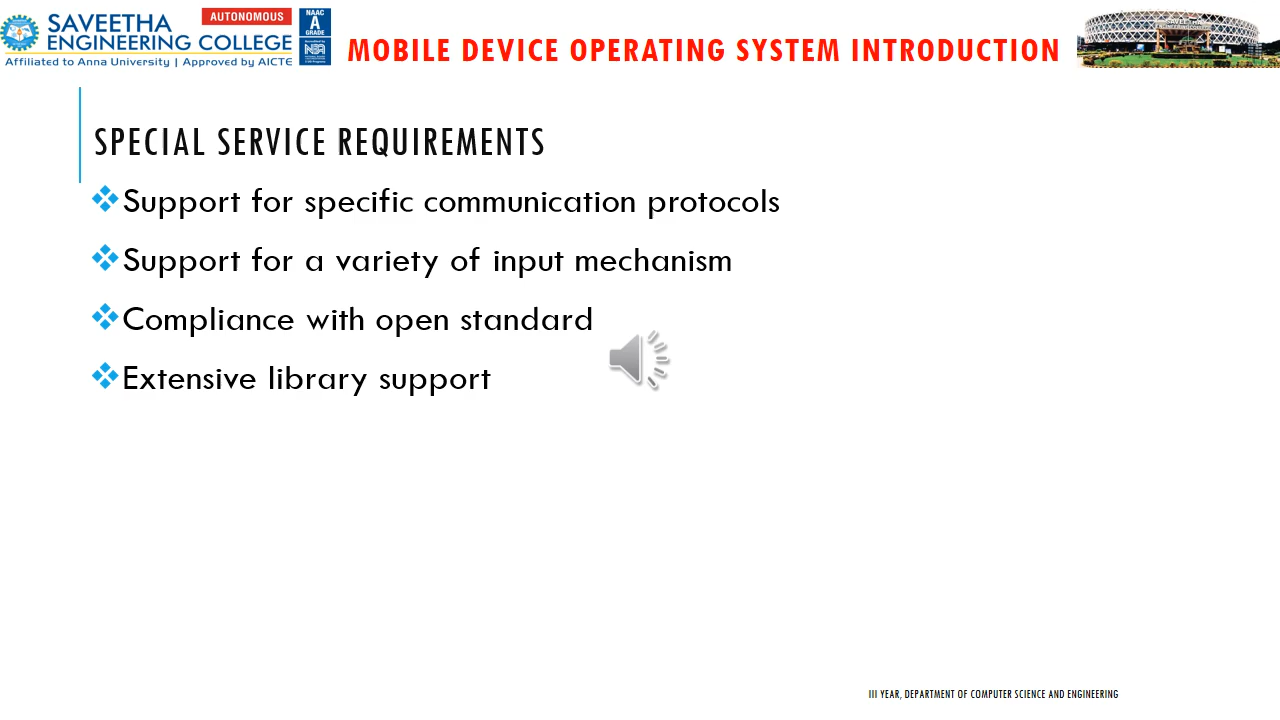 SAVEETHA
ENGINEERING COLLEGE
AUTONOMOUS
Affiliated to Anna University | Approved by AICTE
NAAC
A
GRADE
NBA
MOBILE DEVICE OPERATING SYSTEM INTRODUCTION
SPECIAL SERVICE REQUIREMENTS
Support for specific communication protocols
Support for a variety of input mechanism
Compliance with open standard
Extensive library support
III YEAR, DEPARTMENT OF COMPUTER SCIENCE AND ENGINEERING